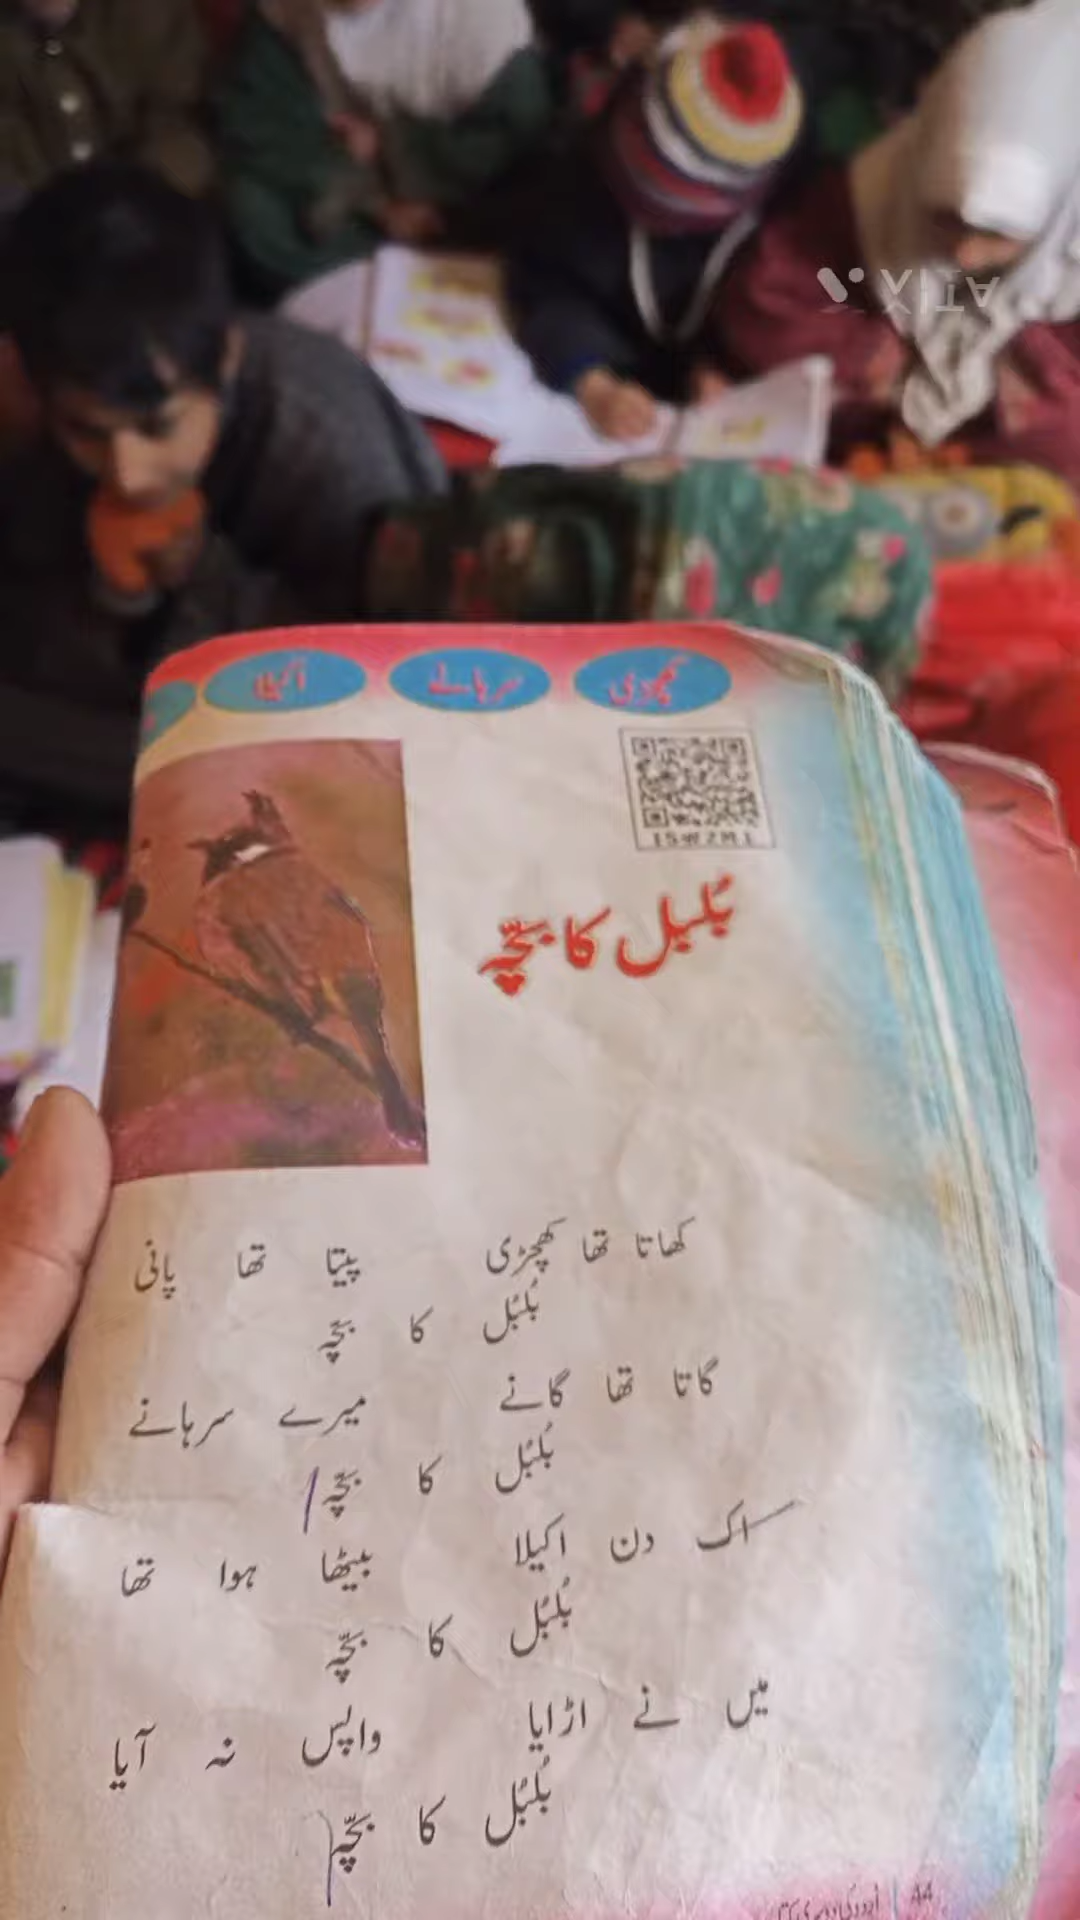 کھچڑی سرہانے اکیلا
بُلبل کا بچّہ
کھاتا تھا کھچڑی پیتا تھا پانی
بُلبُل کا بچّہ
گاتا تھا گانے میرے سرہانے
بُلبُل کا بچّہ
اک دن اکیلا بیٹھا ہوا تھا
بُلبُل کا بچّہ
میں نے اڑایا واپس نہ آیا
بُلبُل کا بچّہ
44